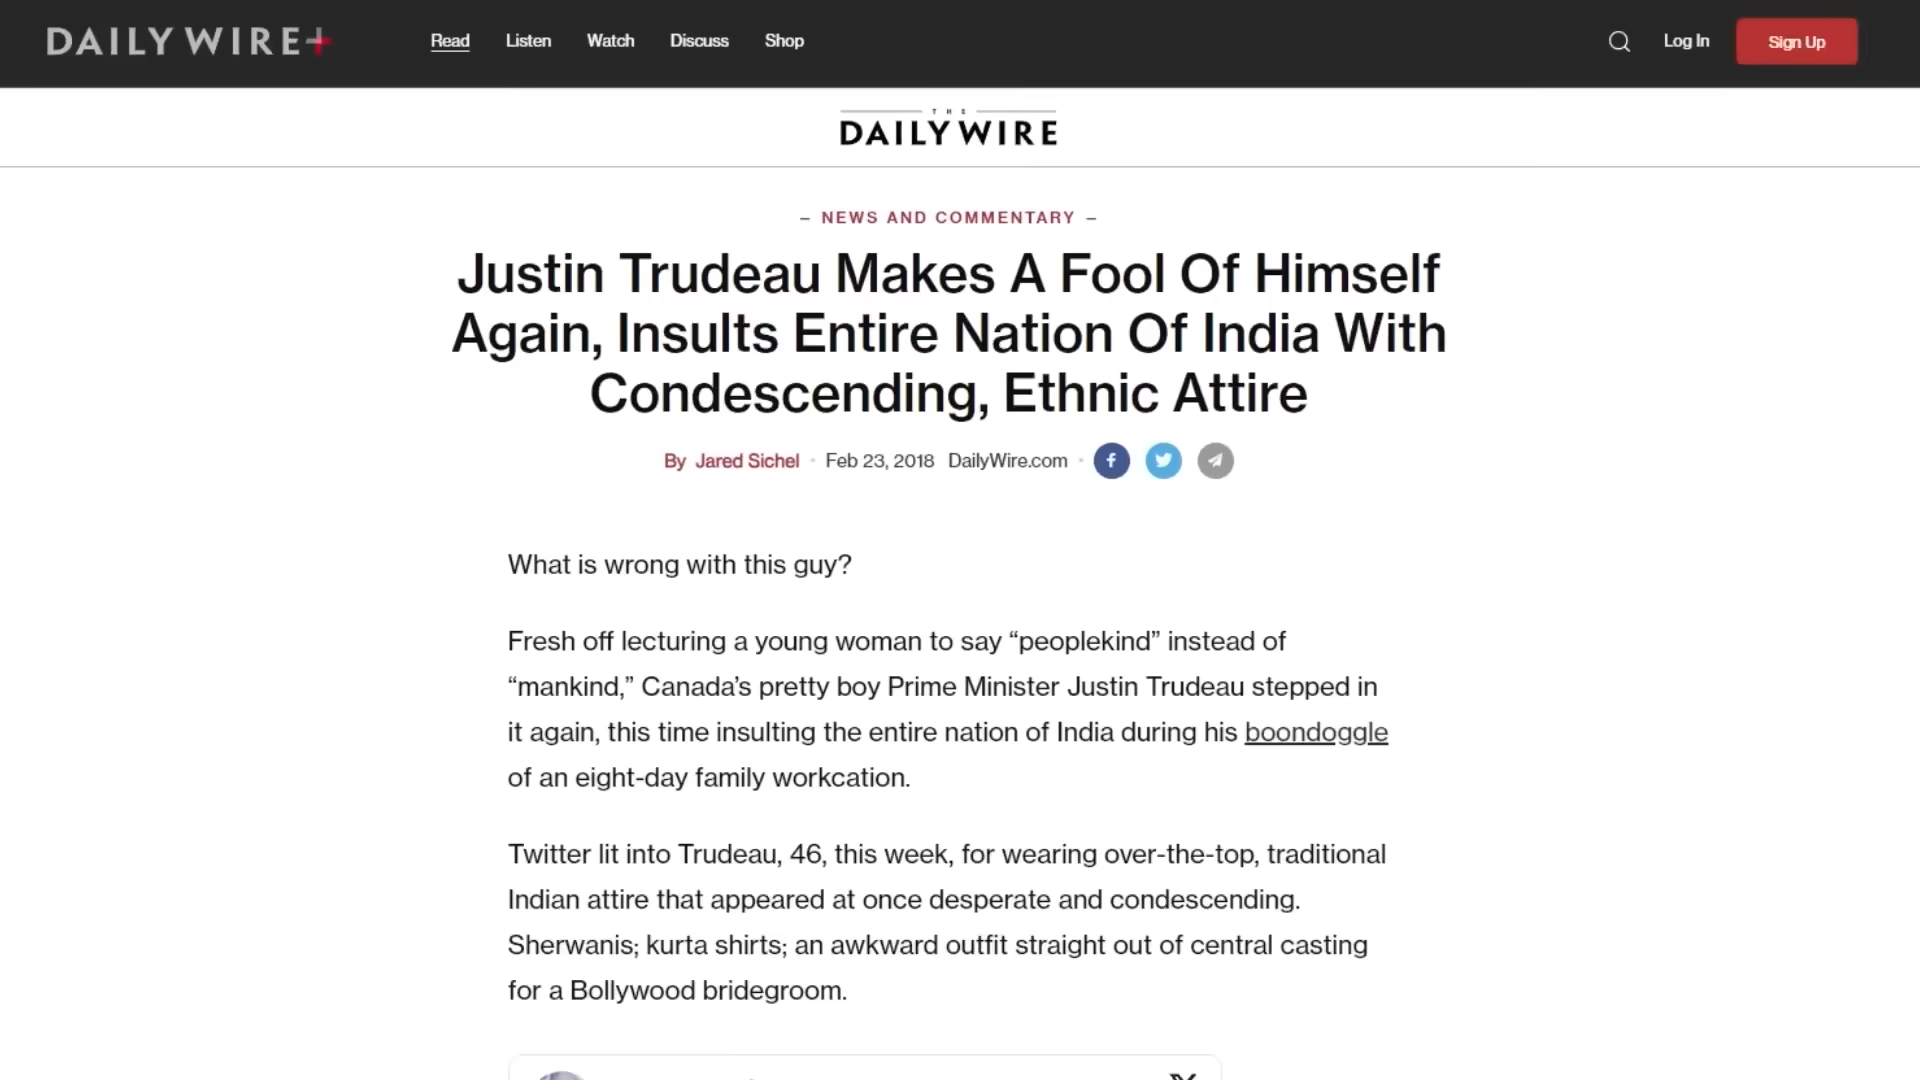 DAILY WIRE+
Read Listen Watch Discuss Shop
Log In
Sign Up
THE
DAILY WIRE
– NEWS AND COMMENTARY –
Justin Trudeau Makes A Fool Of Himself
Again, Insults Entire Nation Of India With
Condescending, Ethnic Attire
By Jared Sichel • Feb 23, 2018 DailyWire.com •
What is wrong with this guy?
Fresh off lecturing a young woman to say “peoplekind” instead of
“mankind,” Canada’s pretty boy Prime Minister Justin Trudeau stepped in
it again, this time insulting the entire nation of India during his boondoggle
of an eight-day family workcation.
Twitter lit into Trudeau, 46, this week, for wearing over-the-top, traditional
Indian attire that appeared at once desperate and condescending.
Sherwanis; kurta shirts; an awkward outfit straight out of central casting
for a Bollywood bridegroom.